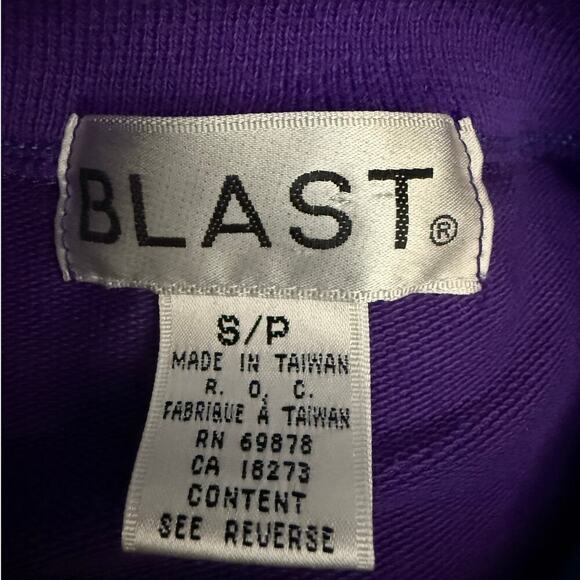 BLAST®
S/P
MADE IN TAIWAN
R. O. C.
FABRIQUE À TAIWAN
RN 69878
CA 18273
CONTENT
SEE REVERSE